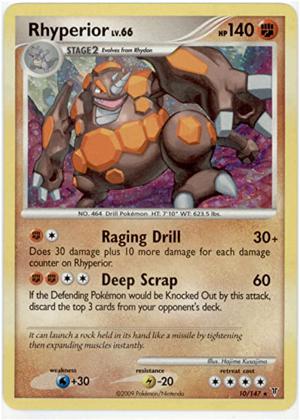 Rhyperior LV.66
HP 140
STAGE 2 Evolves from Rhydon
NO. 464 Drill Pokémon HT: 7'10" WT: 623.5 lbs.
Raging Drill 30+
Does 30 damage plus 10 more damage for each damage
counter on Rhyperior.
Deep Scrap 60
If the Defending Pokémon would be Knocked Out by this attack,
discard the top 3 cards from your opponent's deck.
It can launch a rock held in its hand like a missile by tightening
then expanding muscles instantly.
Illus. Hajime Kusajima
weakness resistance retreat cost
+30 -20
©2009 Pokémon/Nintendo 10/147 ★